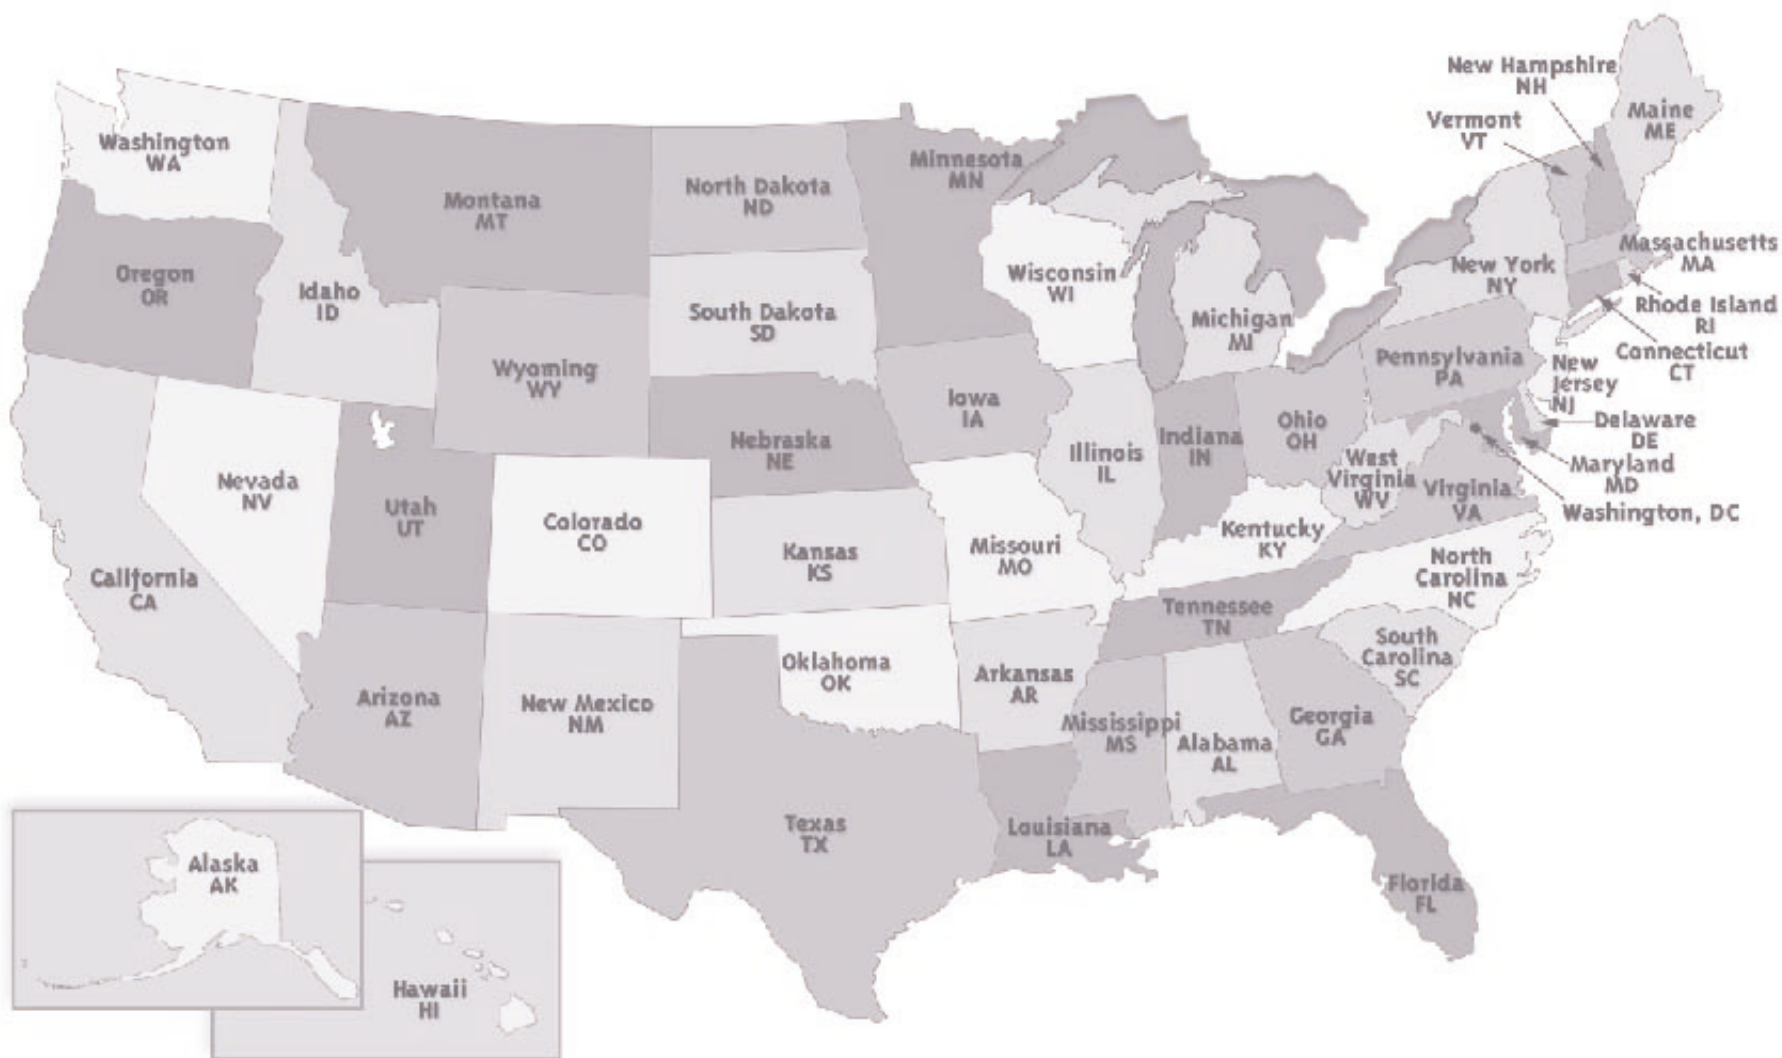 New Hampshire
NH
Vermont
VT
Maine
ME
Washington
WA
Montana
MT
North Dakota
ND
Minnesota
MN
Oregon
OR
Idaho
ID
Wisconsin
WI
South Dakota
SD
Michigan
MI
New York
NY
Massachusetts
MA
Rhode Island
RI
Connecticut
CT
Wyoming
WY
Iowa
IA
Pennsylvania
PA
New
Jersey
NJ
Delaware
DE
Maryland
MD
Washington, DC
Nebraska
NE
Illinois
IL
Indiana
IN
Ohio
OH
West
Virginia
WV
Virginia
VA
Nevada
NV
Utah
UT
Colorado
CO
Kansas
KS
Missouri
MO
Kentucky
KY
North
Carolina
NC
California
CA
Tennessee
TN
South
Carolina
SC
Arizona
AZ
New Mexico
NM
Oklahoma
OK
Arkansas
AR
Mississippi
MS
Alabama
AL
Georgia
GA
Texas
TX
Louisiana
LA
Florida
FL
Alaska
AK
Hawaii
HI